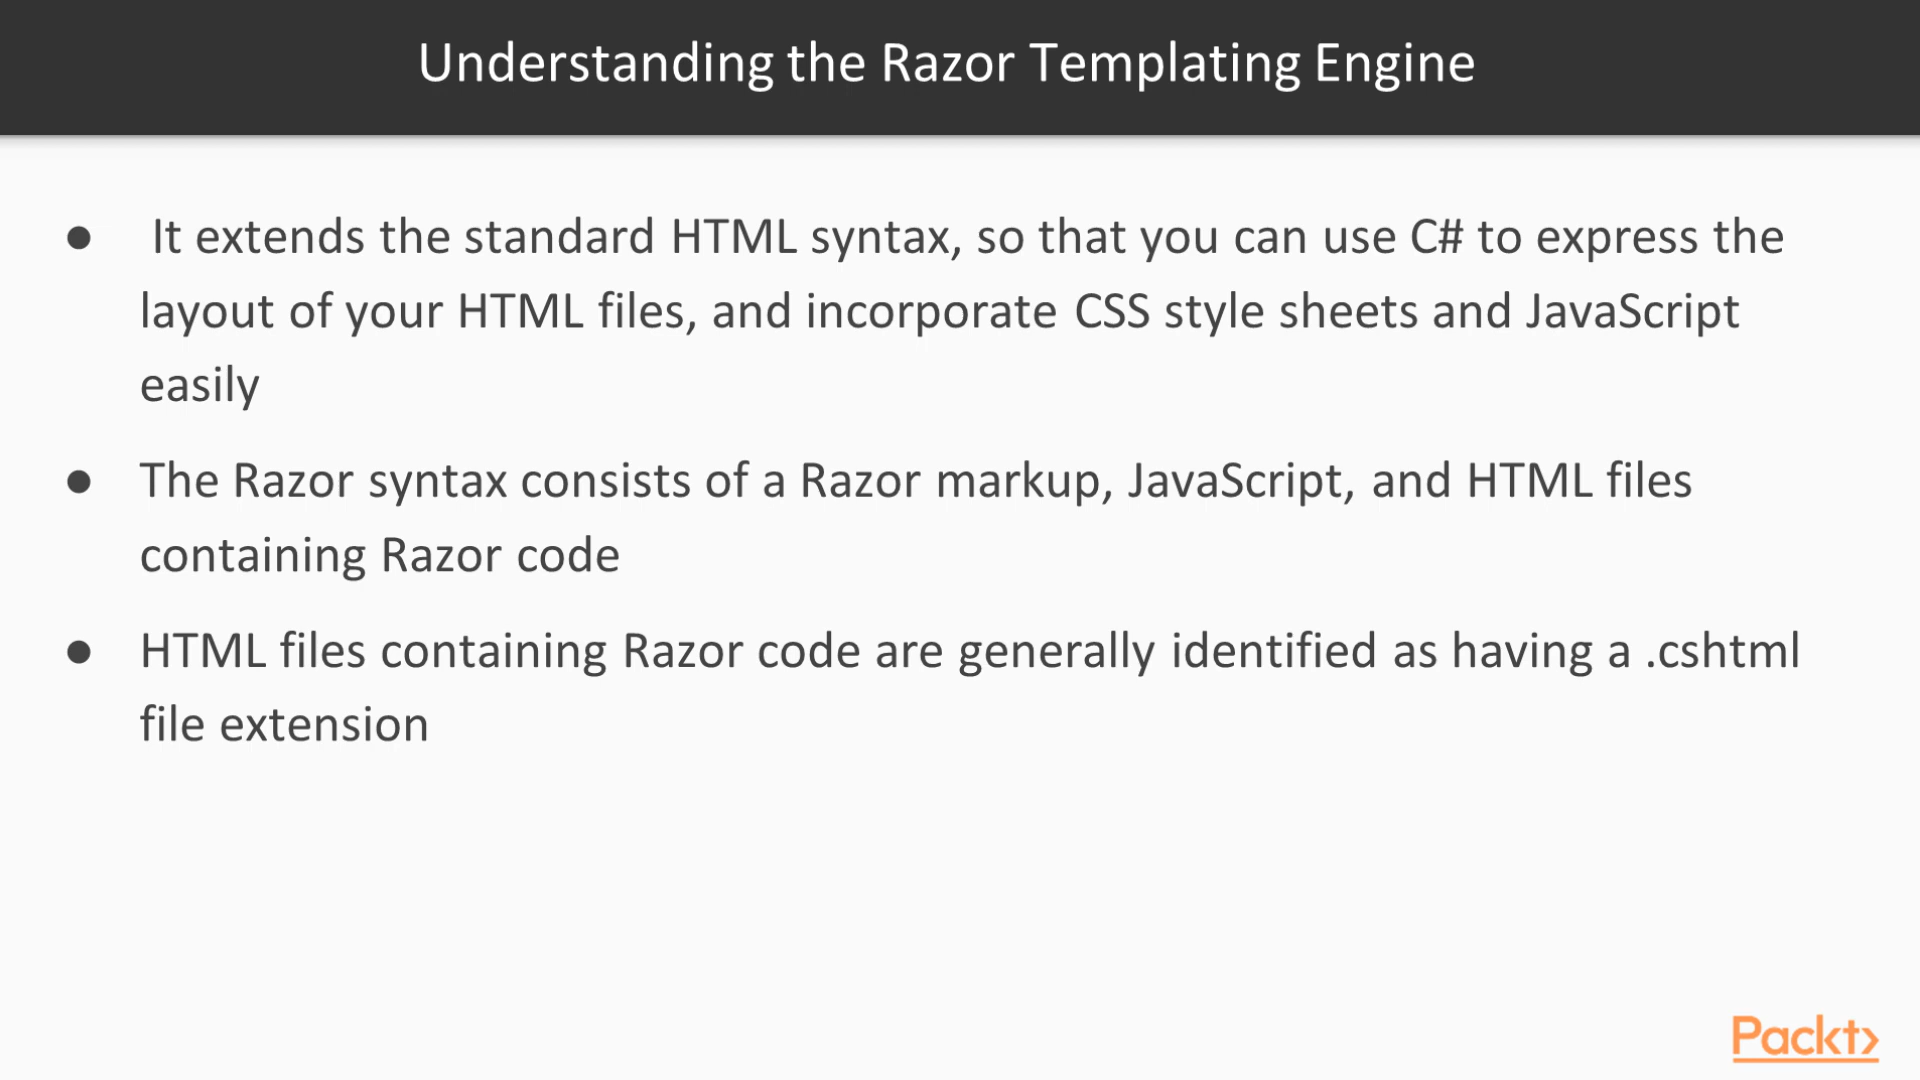 Understanding the Razor Templating Engine
● It extends the standard HTML syntax, so that you can use C# to express the
layout of your HTML files, and incorporate CSS style sheets and JavaScript
easily
● The Razor syntax consists of a Razor markup, JavaScript, and HTML files
containing Razor code
● HTML files containing Razor code are generally identified as having a .cshtml
file extension
Packt>